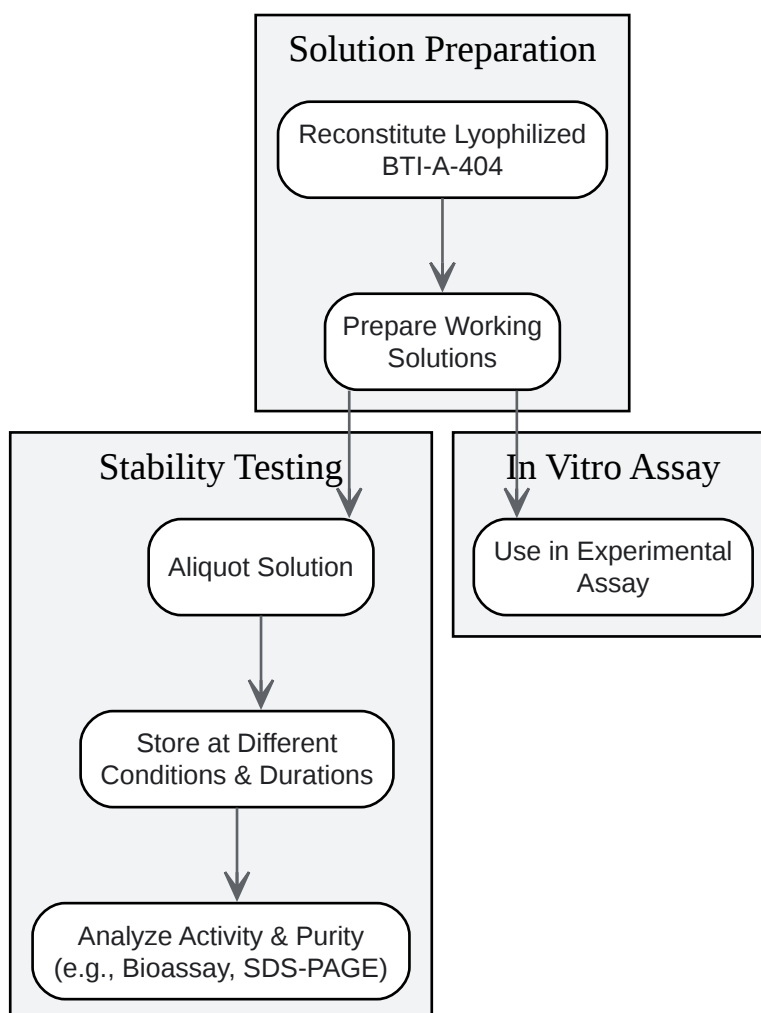 Solution Preparation
Reconstitute Lyophilized
BTI-A-404
Prepare Working
Solutions
Stability Testing
Aliquot Solution
Store at Different
Conditions & Durations
Analyze Activity & Purity
(e.g., Bioassay, SDS-PAGE)
In Vitro Assay
Use in Experimental
Assay